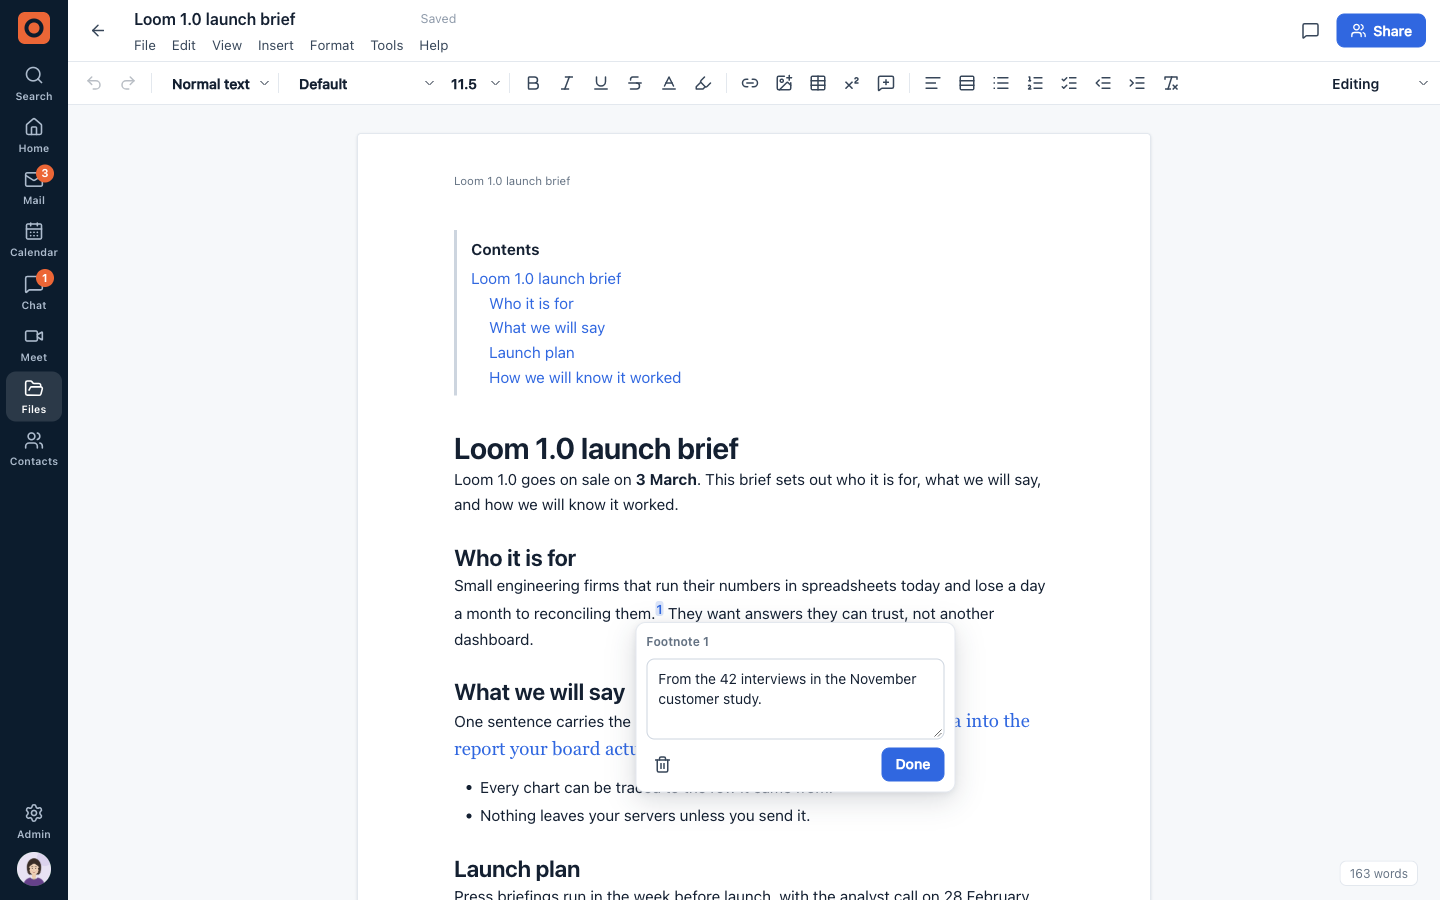 Loom 1.0 launch brief
Saved
File Edit View Insert Format Tools Help
Share
Normal text
Default
11.5
Editing
Search
Home
3
Mail
Calendar
1
Chat
Meet
Files
Contacts
Admin
Loom 1.0 launch brief
Contents
Loom 1.0 launch brief
Who it is for
What we will say
Launch plan
How we will know it worked
Loom 1.0 launch brief
Loom 1.0 goes on sale on 3 March. This brief sets out who it is for, what we will say,
and how we will know it worked.
Who it is for
Small engineering firms that run their numbers in spreadsheets today and lose a day
a month to reconciling them.1 They want answers they can trust, not another
dashboard.
Footnote 1
From the 42 interviews in the November
customer study.
Done
What we will say
One sentence carries the
into the
report your board
Every chart can be
Nothing leaves your servers unless you send it.
Launch plan
Press briefings run in the week before launch, with the analyst call on 28 February.
163 words